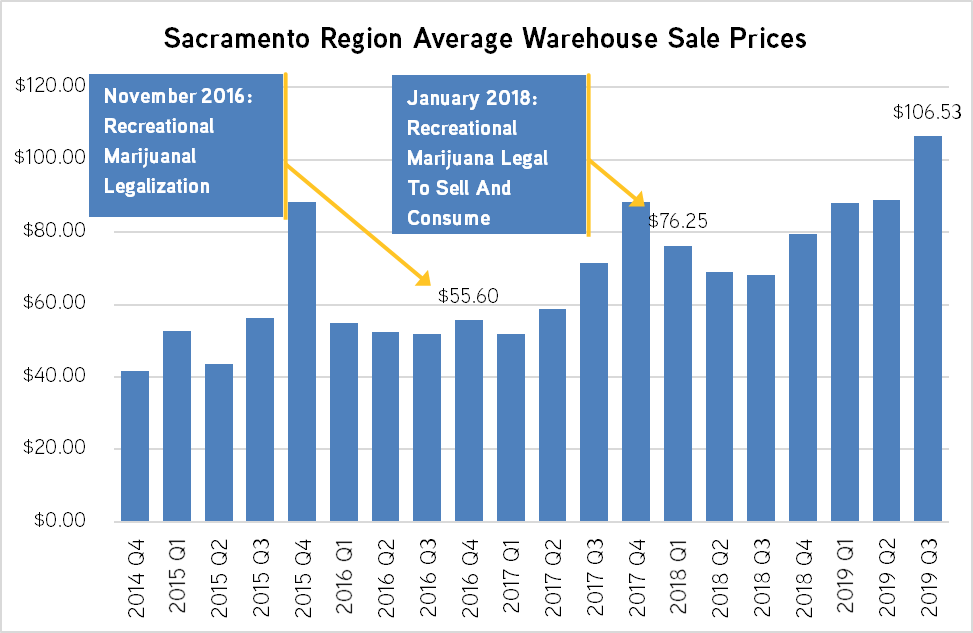 Sacramento Region Average Warehouse Sale Prices
$120.00
$100.00
$80.00
$60.00
$40.00
$20.00
$0.00
November 2016:
Recreational
Marijuanal
Legalization
January 2018:
Recreational
Marijuana Legal
To Sell And
Consume
$55.60
$76.25
$106.53
2014 Q4
2015 Q1
2015 Q2
2015 Q3
2015 Q4
2016 Q1
2016 Q2
2016 Q3
2016 Q4
2017 Q1
2017 Q2
2017 Q3
2017 Q4
2018 Q1
2018 Q2
2018 Q3
2018 Q4
2019 Q1
2019 Q2
2019 Q3